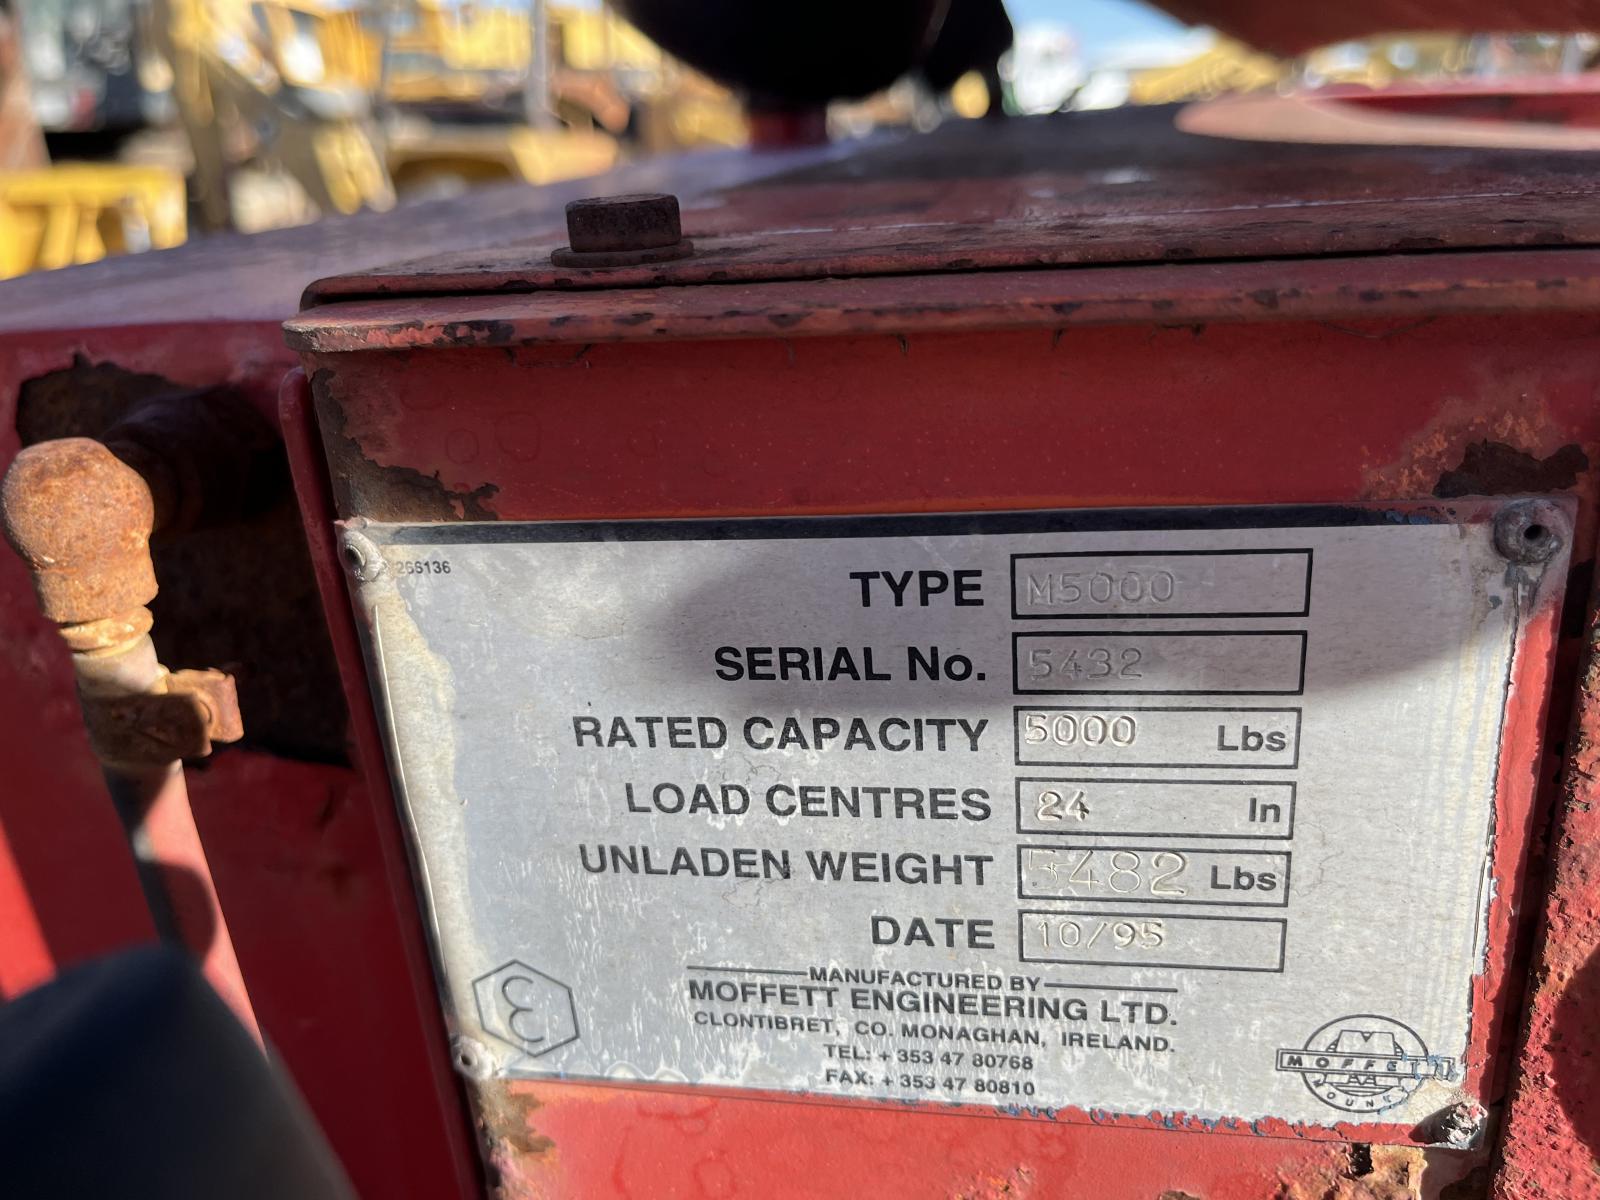 266136
TYPE M5000
SERIAL No. 5432
RATED CAPACITY 5000 Lbs
LOAD CENTRES 24 In
UNLADEN WEIGHT 5482 Lbs
DATE 10/95
MANUFACTURED BY
MOFFETT ENGINEERING LTD.
CLONTIBRET, CO. MONAGHAN, IRELAND.
TEL: + 353 47 80768
FAX: + 353 47 80810
MOFFETT